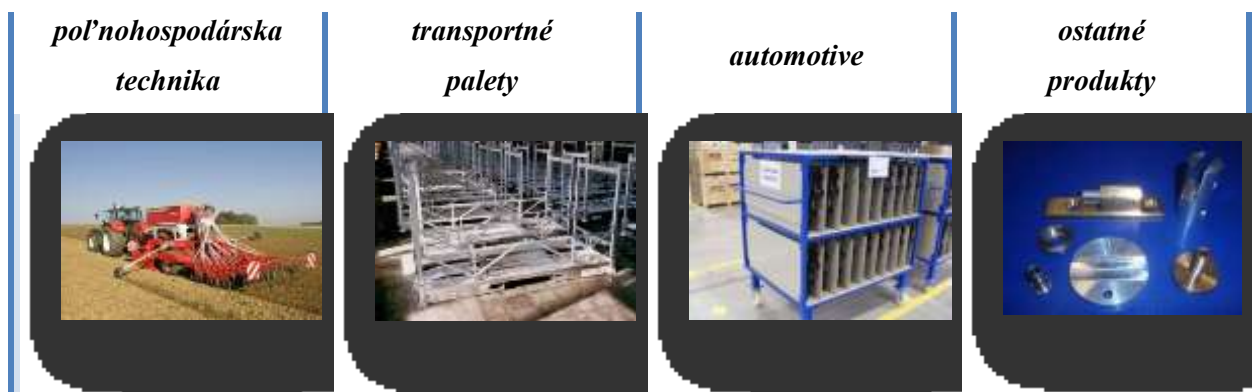 poľnohospodárska
technika
transportné
palety
automotive
ostatné
produkty